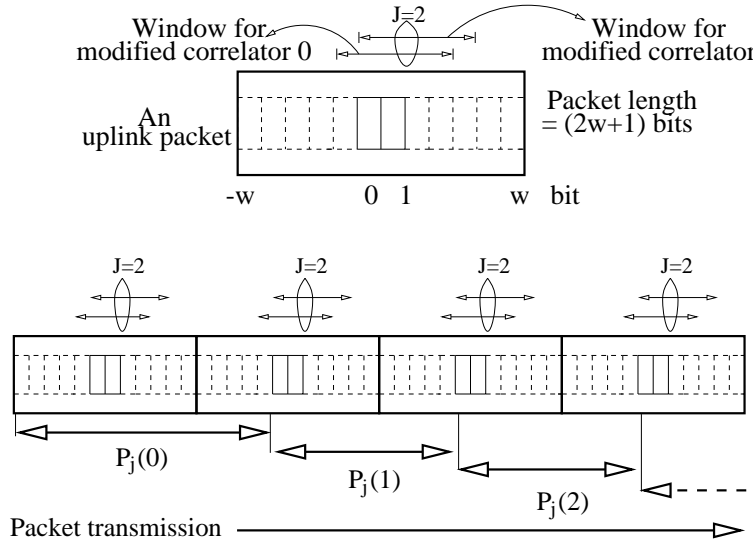 Window for
modified correlator 0
J=2
Window for
modified correlator
An
uplink packet
Packet length
= (2w+1) bits
-w 0 1 w bit
J=2 J=2 J=2 J=2
P_j(0)
P_j(1)
P_j(2)
Packet transmission